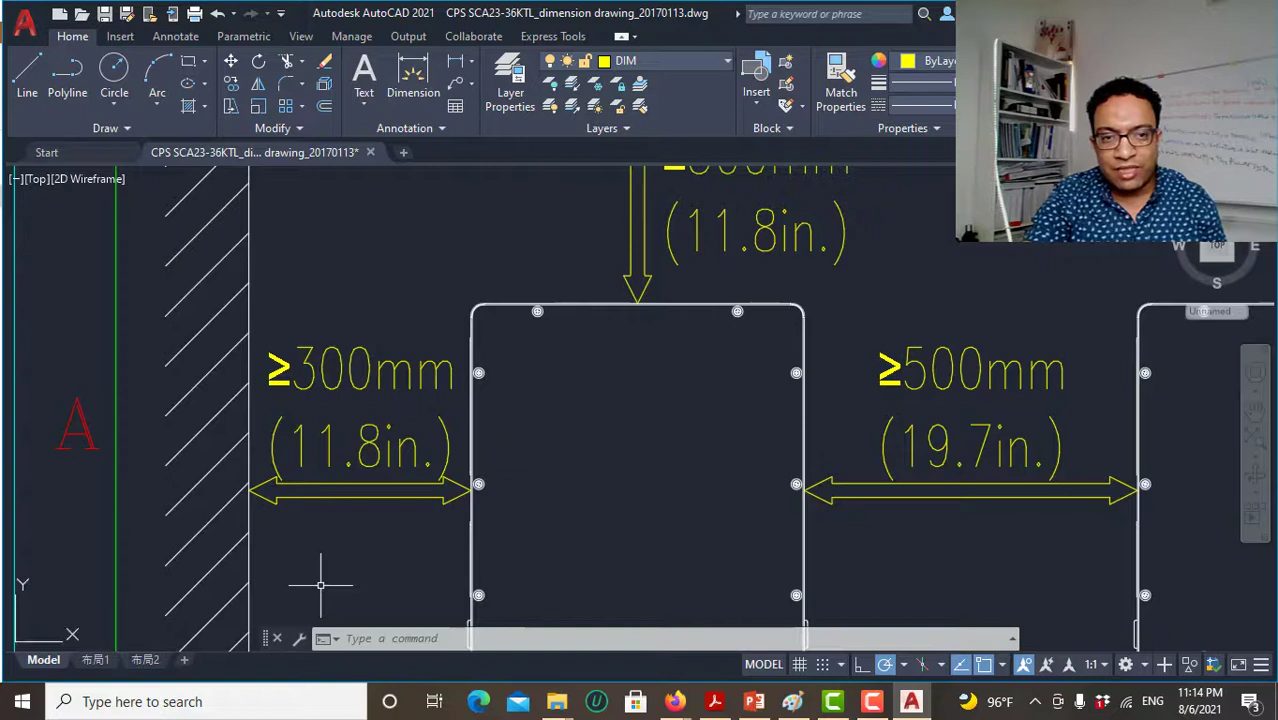 Autodesk AutoCAD 2021 CPS SCA23-36KTL_dimension drawing_20170113.dwg Type a keyword or phrase
Home Insert Annotate Parametric View Manage Output Collaborate Express Tools
DIM
ByLaye
Line Polyline Circle Arc Text Dimension Layer Properties Insert Match Properties
Draw Modify Annotation Layers Block Properties
Start CPS SCA23-36KTL_di... drawing_20170113*
[−][Top][2D Wireframe]
(11.8in.)
W TOP E
S
Unnamed
≥300mm ≥500mm
(11.8in.) (19.7in.)
A
Y
X
Type a command
Model 布局1 布局2 MODEL 1:1
Type here to search 96°F ENG 11:14 PM
8/6/2021
3